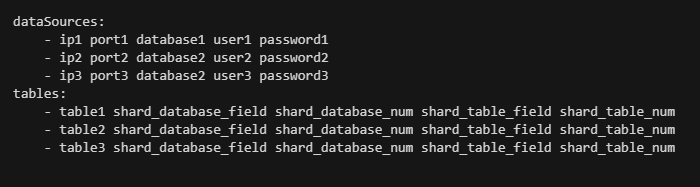 dataSources:
    - ip1 port1 database1 user1 password1
    - ip2 port2 database2 user2 password2
    - ip3 port3 database2 user3 password3
tables:
    - table1 shard_database_field shard_database_num shard_table_field shard_table_num
    - table2 shard_database_field shard_database_num shard_table_field shard_table_num
    - table3 shard_database_field shard_database_num shard_table_field shard_table_num